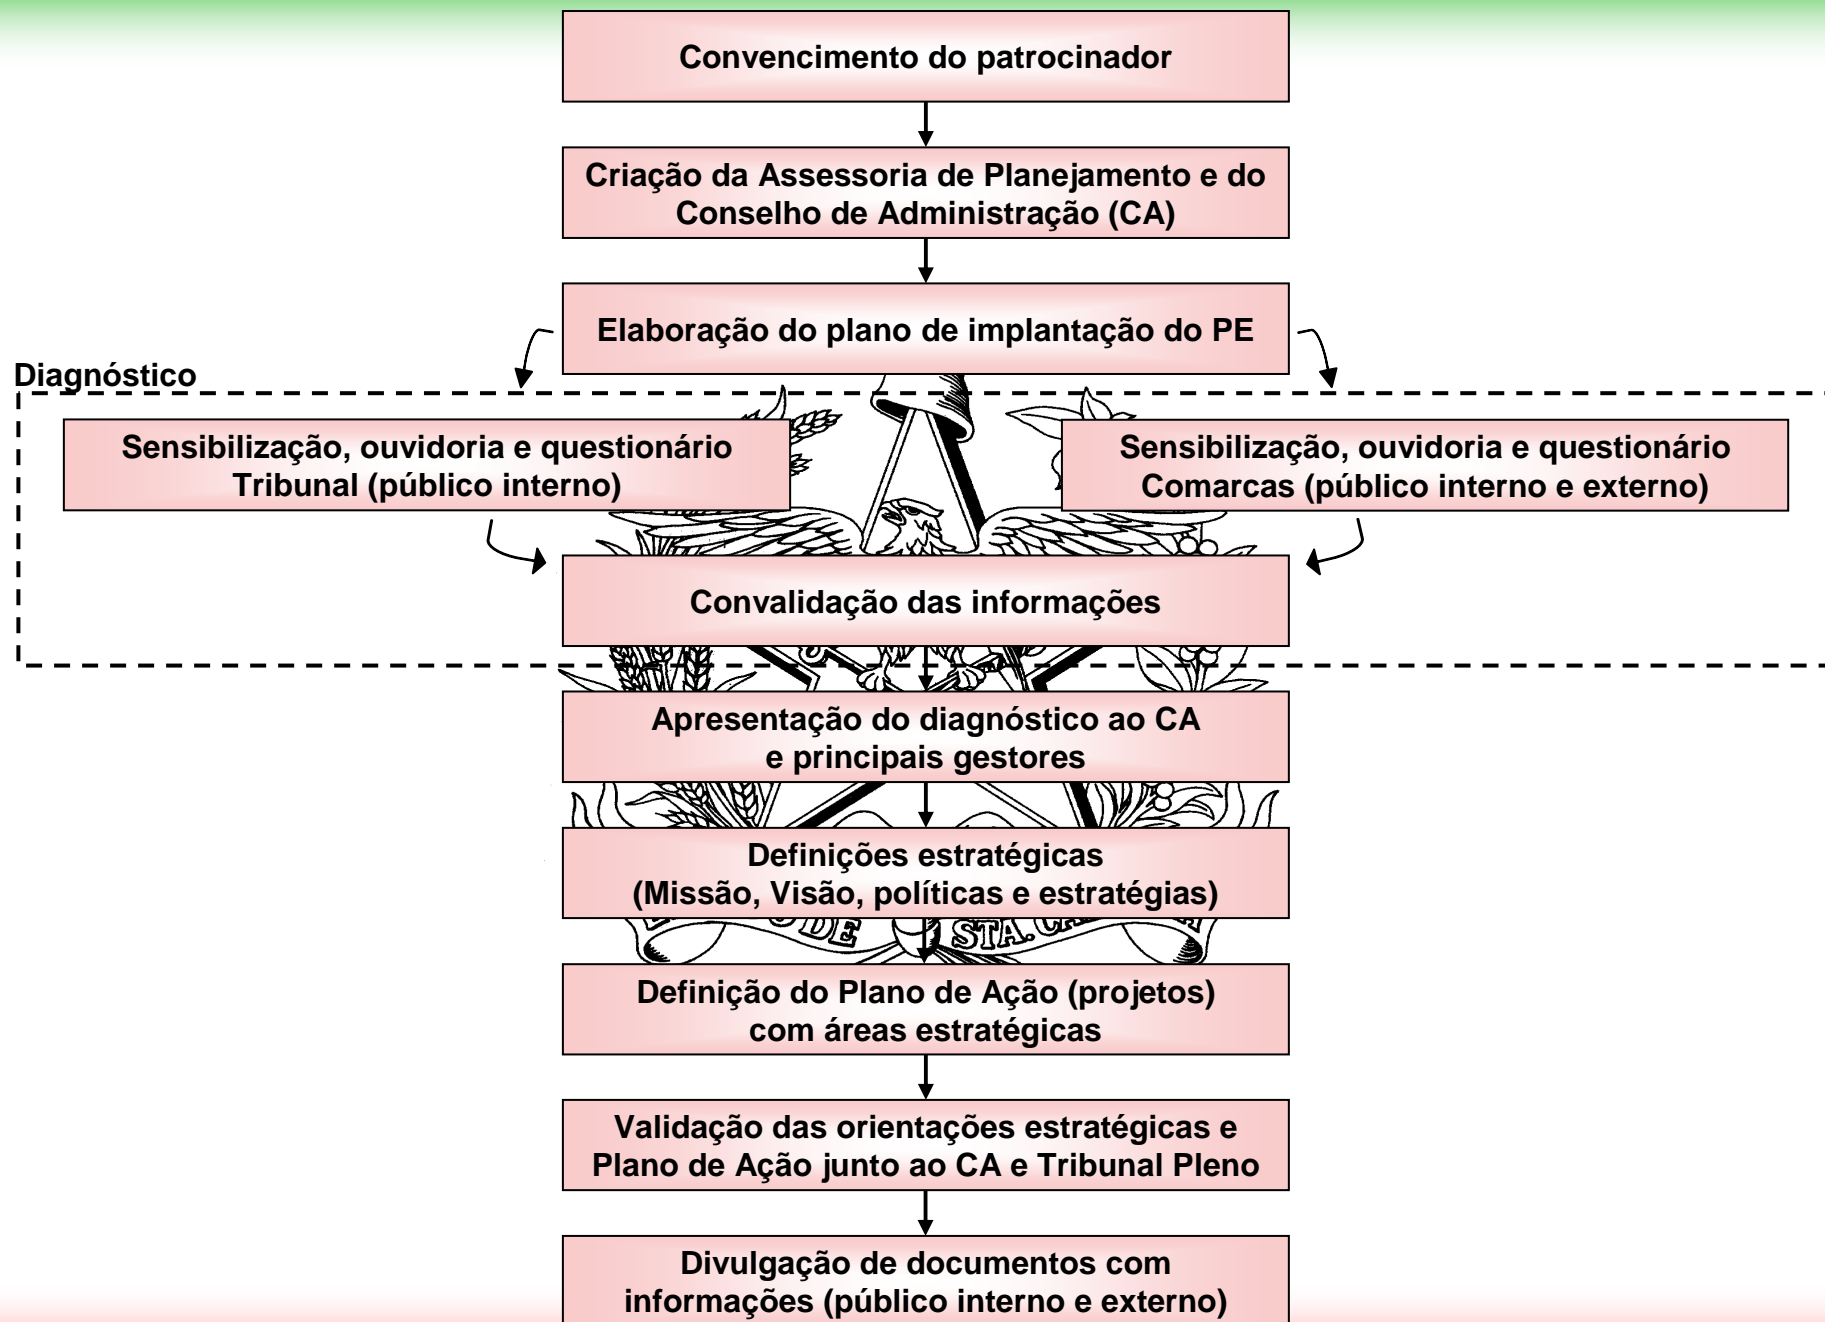 Convencimento do patrocinador
Criação da Assessoria de Planejamento e do
Conselho de Administração (CA)
Elaboração do plano de implantação do PE
Diagnóstico
Sensibilização, ouvidoria e questionário
Tribunal (público interno)
Sensibilização, ouvidoria e questionário
Comarcas (público interno e externo)
Convalidação das informações
Apresentação do diagnóstico ao CA
e principais gestores
Definições estratégicas
(Missão, Visão, políticas e estratégias)
DE STA.
Definição do Plano de Ação (projetos)
com áreas estratégicas
Validação das orientações estratégicas e
Plano de Ação junto ao CA e Tribunal Pleno
Divulgação de documentos com
informações (público interno e externo)